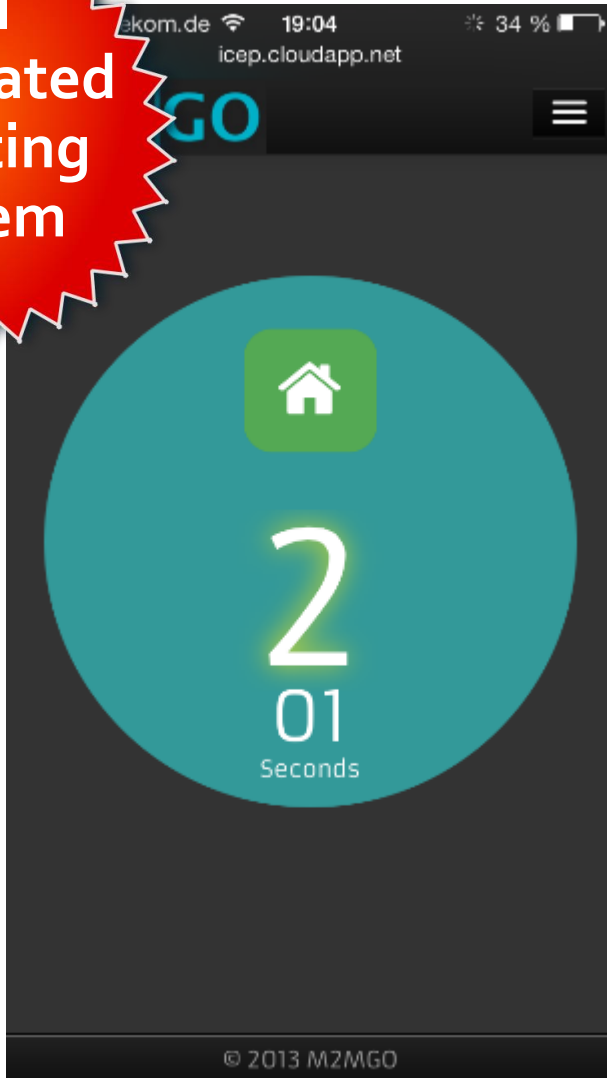 ekom.de 19:04 34 %
icep.cloudapp.net
GO
ated
ting
em
2
01
Seconds
© 2013 M2MGO